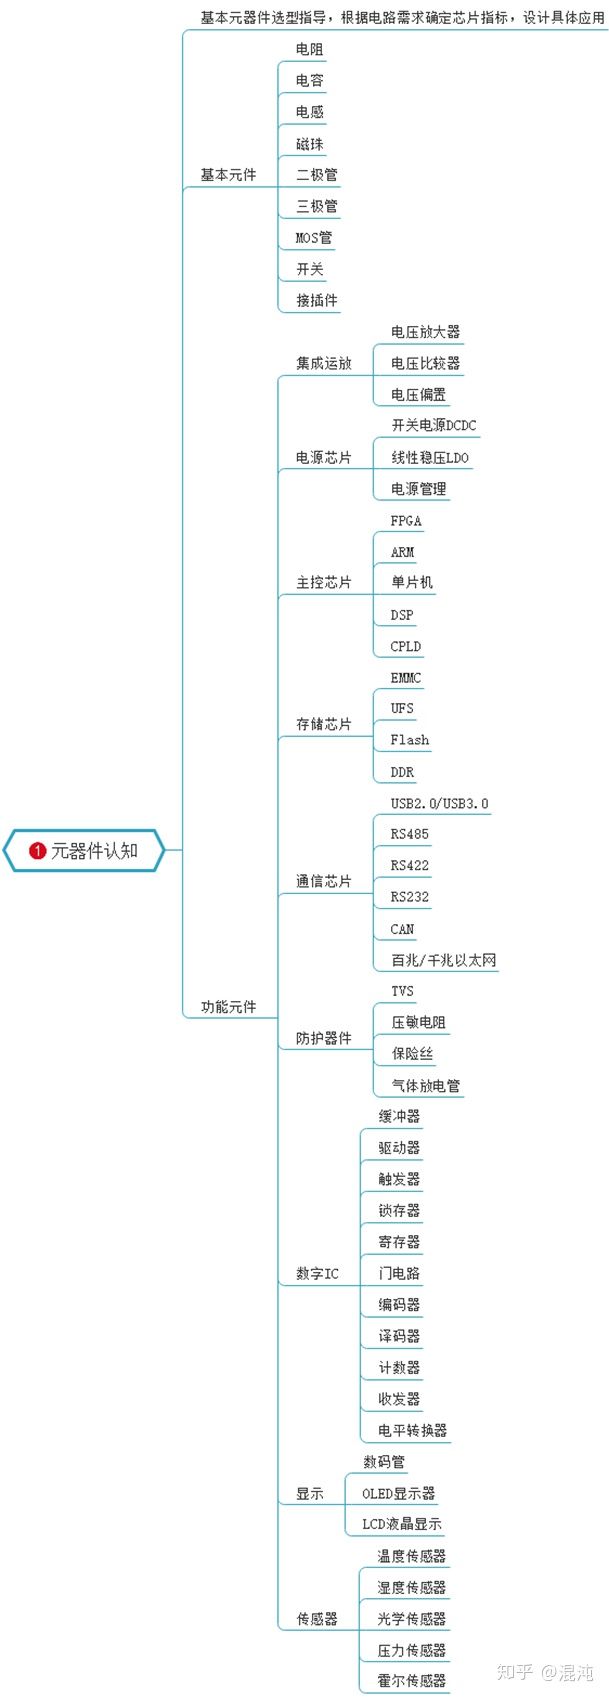 基本元器件选型指导，根据电路需求确定芯片指标，设计具体应用
电阻
电容
电感
磁珠
基本元件
二极管
三极管
MOS管
开关
接插件
电压放大器
集成运放
电压比较器
电压偏置
开关电源DCDC
电源芯片
线性稳压LDO
电源管理
FPGA
ARM
主控芯片
单片机
DSP
CPLD
EMMC
UFS
存储芯片
Flash
DDR
USB2.0/USB3.0
RS485
1 元器件认知
RS422
通信芯片
RS232
CAN
百兆/千兆以太网
TVS
功能元件
压敏电阻
防护器件
保险丝
气体放电管
缓冲器
驱动器
触发器
锁存器
寄存器
数字IC
门电路
编码器
译码器
计数器
收发器
电平转换器
数码管
显示
OLED显示器
LCD液晶显示
温度传感器
湿度传感器
传感器
光学传感器
压力传感器
霍尔传感器
知乎 @混沌